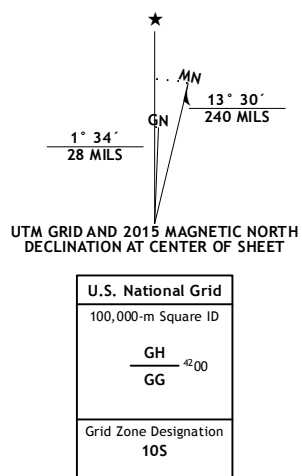 MN
GN
13° 30´
240 MILS
1° 34´
28 MILS
UTM GRID AND 2015 MAGNETIC NORTH
DECLINATION AT CENTER OF SHEET
U.S. National Grid
100,000-m Square ID
GH
⁴²00
GG
Grid Zone Designation
10S